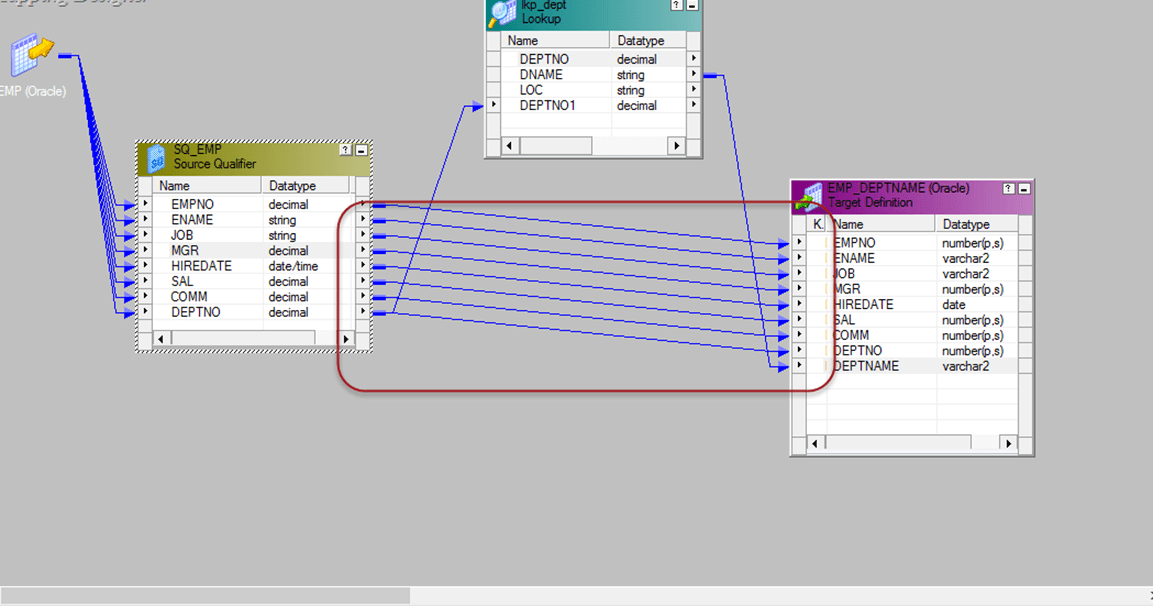 Mapping Designer
EMP (Oracle)
lkp_dept
Lookup
Name Datatype
DEPTNO decimal
DNAME string
LOC string
DEPTNO1 decimal
SQ_EMP
Source Qualifier
Name Datatype
EMPNO decimal
ENAME string
JOB string
MGR decimal
HIREDATE date/time
SAL decimal
COMM decimal
DEPTNO decimal
EMP_DEPTNAME (Oracle)
Target Definition
K. Name Datatype
EMPNO number(p,s)
ENAME varchar2
JOB varchar2
MGR number(p,s)
HIREDATE date
SAL number(p,s)
COMM number(p,s)
DEPTNO number(p,s)
DEPTNAME varchar2